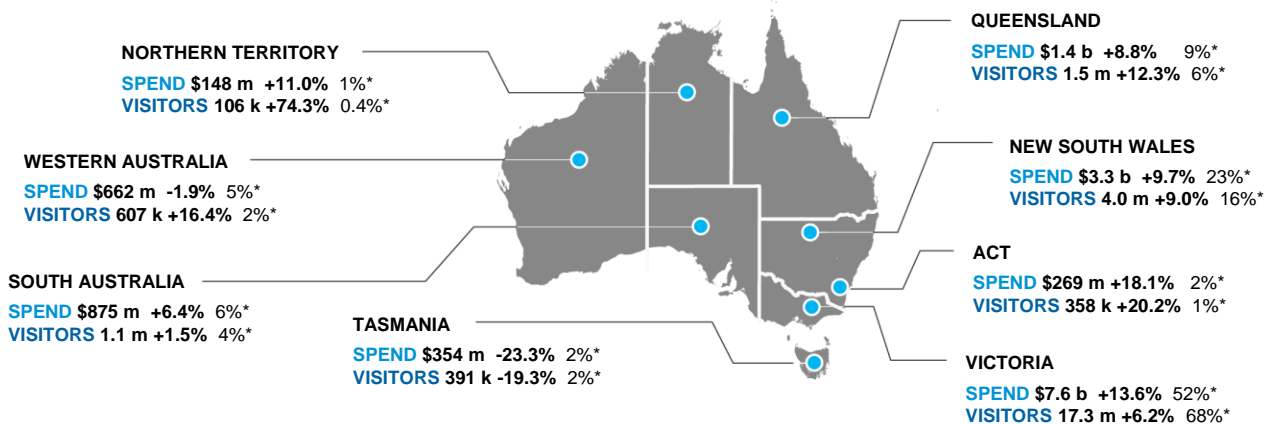 NORTHERN TERRITORY
SPEND $148 m +11.0% 1%*
VISITORS 106 k +74.3% 0.4%*
WESTERN AUSTRALIA
SPEND $662 m -1.9% 5%*
VISITORS 607 k +16.4% 2%*
SOUTH AUSTRALIA
SPEND $875 m +6.4% 6%*
VISITORS 1.1 m +1.5% 4%*
TASMANIA
SPEND $354 m -23.3% 2%*
VISITORS 391 k -19.3% 2%*
QUEENSLAND
SPEND $1.4 b +8.8% 9%*
VISITORS 1.5 m +12.3% 6%*
NEW SOUTH WALES
SPEND $3.3 b +9.7% 23%*
VISITORS 4.0 m +9.0% 16%*
ACT
SPEND $269 m +18.1% 2%*
VISITORS 358 k +20.2% 1%*
VICTORIA
SPEND $7.6 b +13.6% 52%*
VISITORS 17.3 m +6.2% 68%*